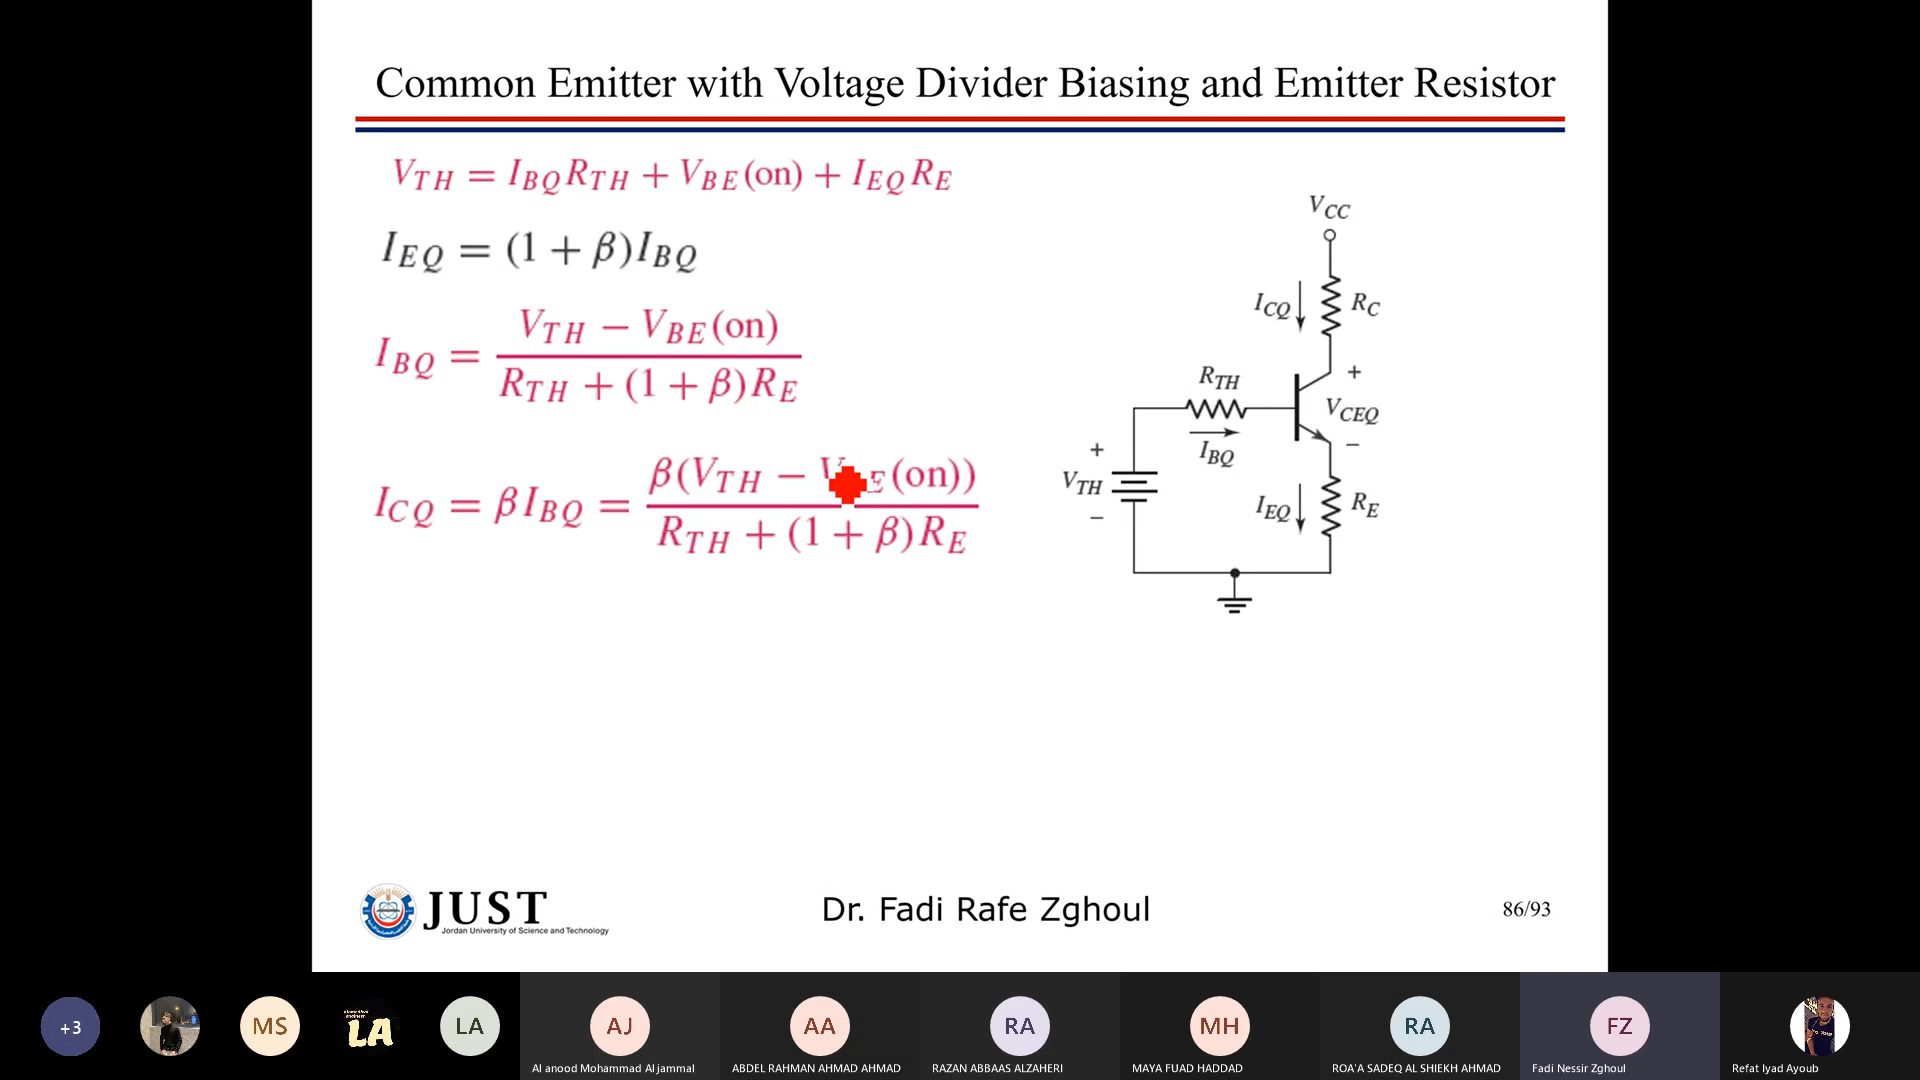 Common Emitter with Voltage Divider Biasing and Emitter Resistor
V_TH = I_BQ R_TH + V_BE(on) + I_EQ R_E
I_EQ = (1 + β)I_BQ
I_BQ = (V_TH − V_BE(on)) / (R_TH + (1 + β)R_E)
I_CQ = βI_BQ = β(V_TH − V_BE(on)) / (R_TH + (1 + β)R_E)
V_CC
I_CQ
R_C
R_TH
+
V_CEQ
−
I_BQ
+
V_TH
−
I_EQ
R_E
JUST
Jordan University of Science and Technology
Dr. Fadi Rafe Zghoul
86/93
+3
MS
LA
LA
AJ
AA
RA
MH
RA
FZ
Al anood Mohammad Al jammal
ABDEL RAHMAN AHMAD AHMAD
RAZAN ABBAAS ALZAHERI
MAYA FUAD HADDAD
ROA'A SADEQ AL SHIEKH AHMAD
Fadi Nessir Zghoul
Refat Iyad Ayoub